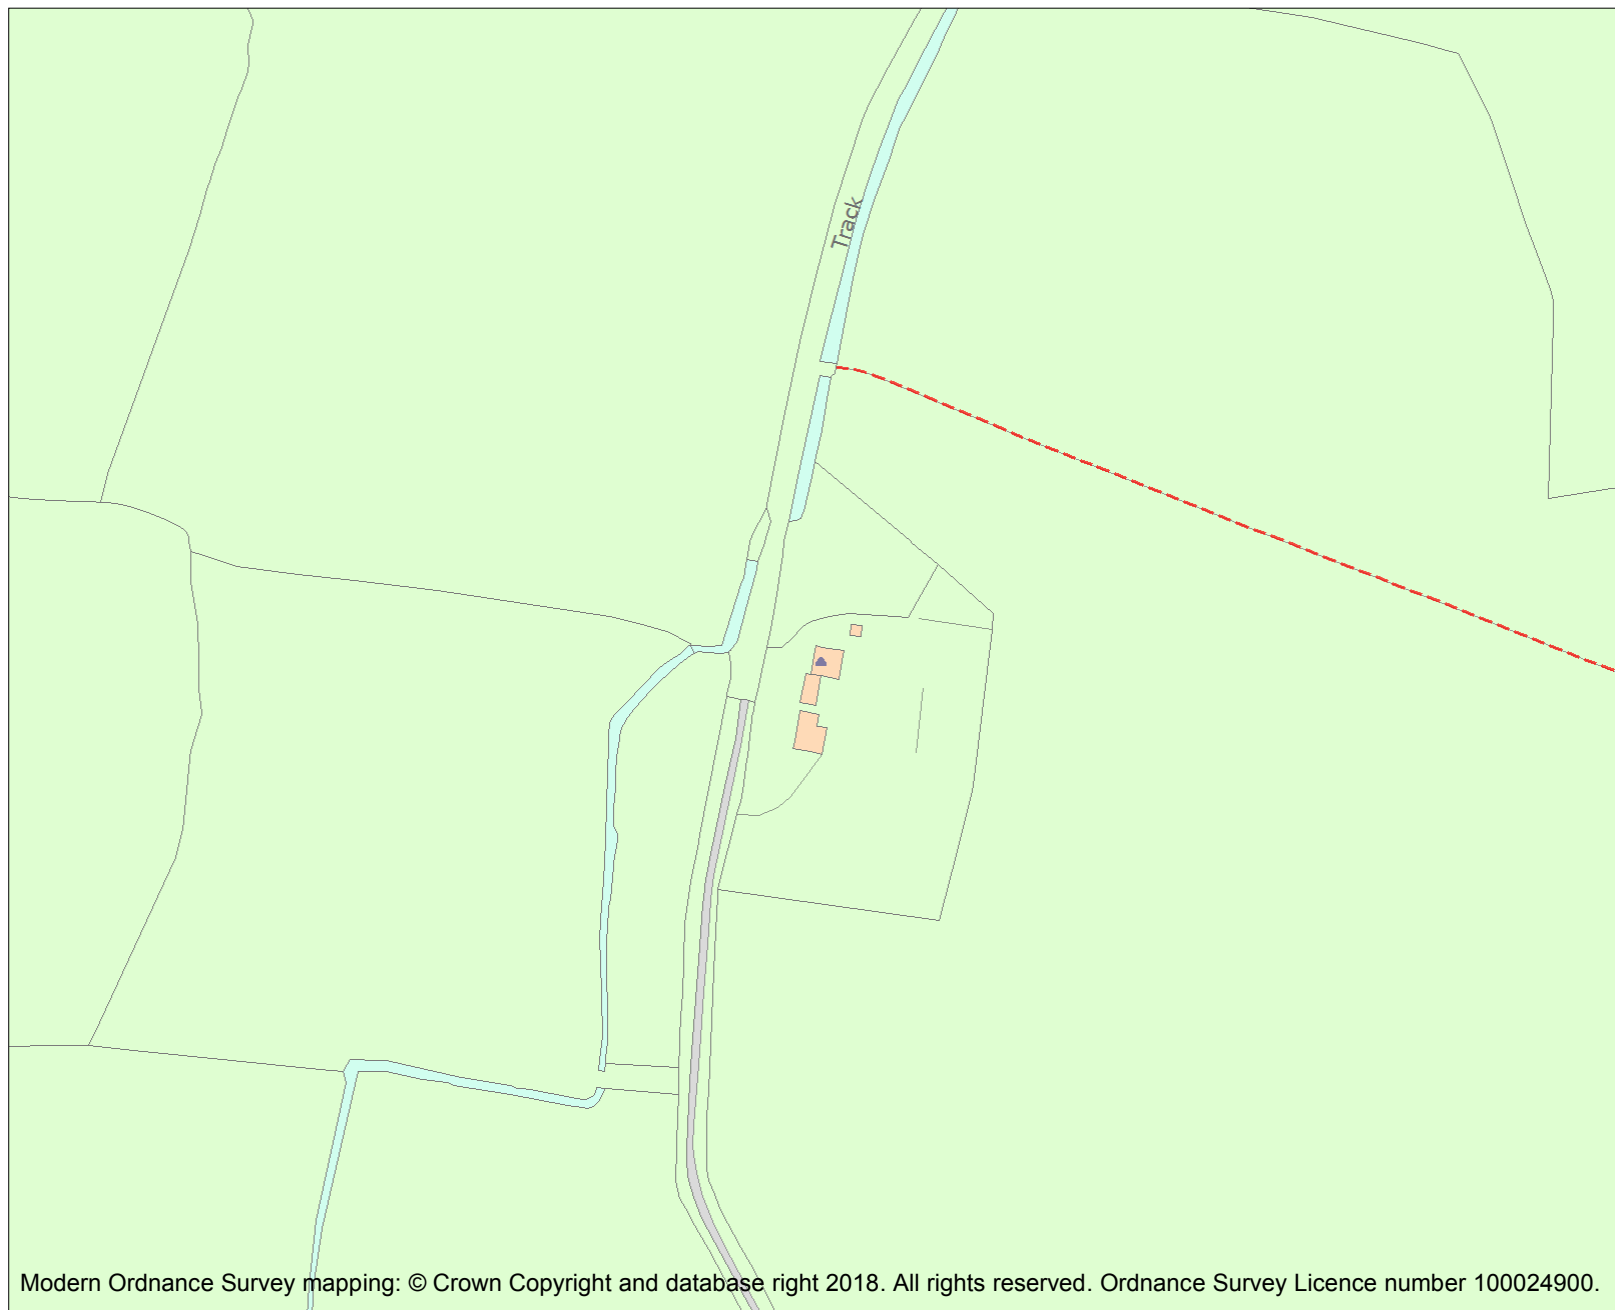 Track
Modern Ordnance Survey mapping: © Crown Copyright and database right 2018. All rights reserved. Ordnance Survey Licence number 100024900.